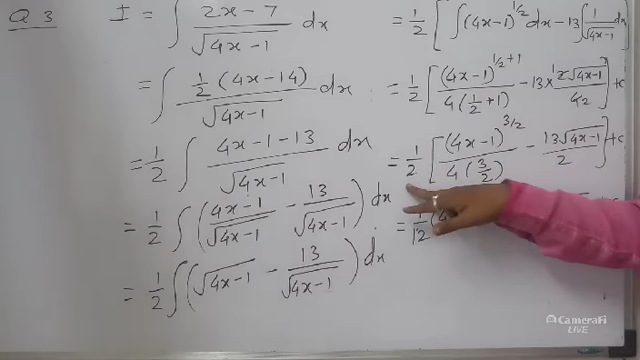 Q 3
I = ∫ (2x - 7)/√(4x-1) dx
= ∫ (1/2 (4x-14))/√(4x-1) dx
= 1/2 ∫ (4x-1-13)/√(4x-1) dx
= 1/2 ∫ ((4x-1)/√(4x-1) - 13/√(4x-1)) dx
= 1/2 ∫ (√(4x-1) - 13/√(4x-1)) dx
= 1/2 [ ∫(4x-1)^(1/2) dx - 13 ∫ 1/√(4x-1) dx
= 1/2 [ (4x-1)^(1/2+1)/(4(1/2+1)) - 13 x 2√(4x-1)/4 2 ] + c
= 1/2 [ (4x-1)^(3/2)/(4(3/2)) - 13√(4x-1)/2 ] + c
= 1/12 (4
CameraFi
LIVE